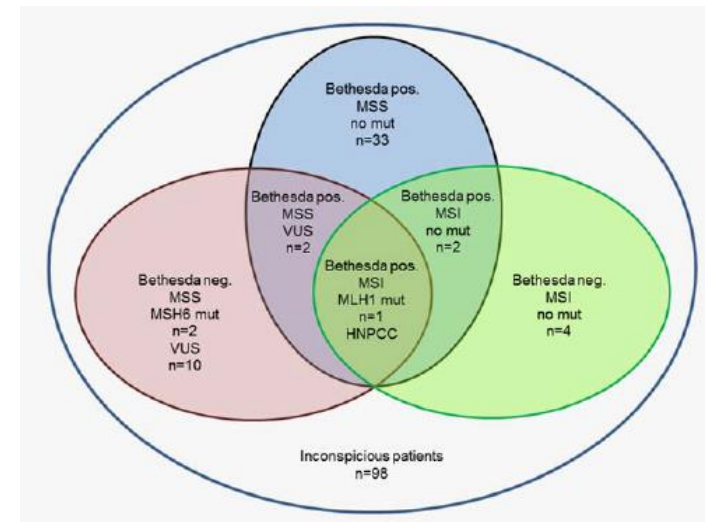 Bethesda pos.
MSS
no mut
n=33
Bethesda pos.
MSS
VUS
n=2
Bethesda pos.
MSI
no mut
n=2
Bethesda pos.
MSI
MLH1 mut
n=1
HNPCC
Bethesda neg.
MSS
MSH6 mut
n=2
VUS
n=10
Bethesda neg.
MSI
no mut
n=4
Inconspicious patients
n=98